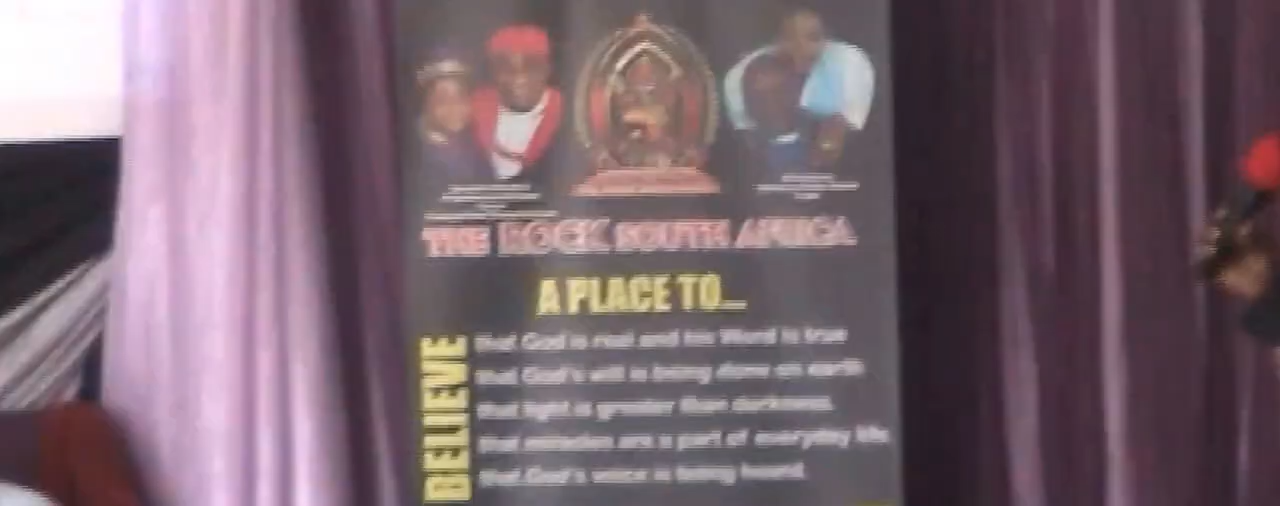 THE ROCK SOUTH AFRICA
A PLACE TO...
BELIEVE
that God is real and his Word is true
that God's will is being done on earth
that light is greater than darkness
that miracles are a part of everyday life
that God's voice is being heard